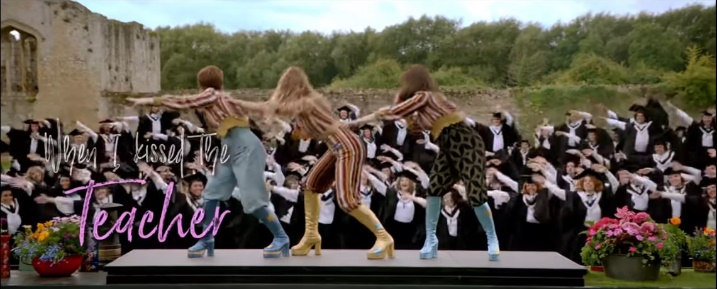 When I kissed The
Teacher